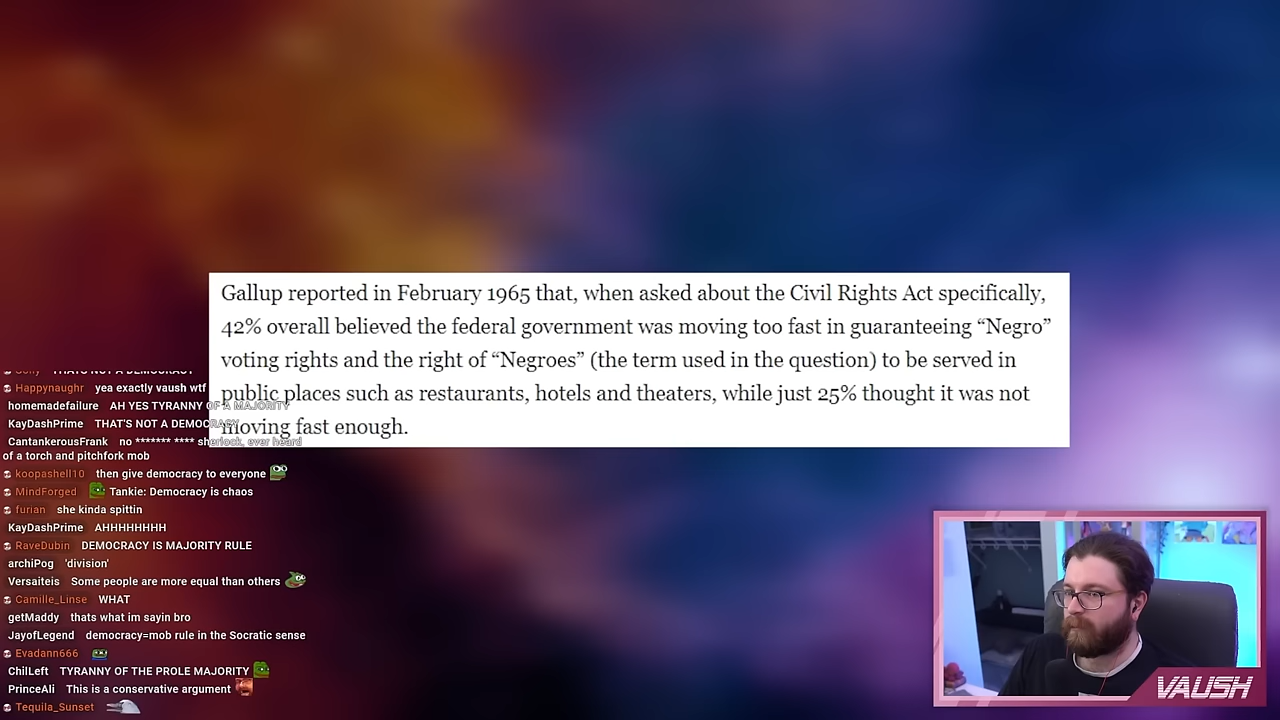 Gallup reported in February 1965 that, when asked about the Civil Rights Act specifically,
42% overall believed the federal government was moving too fast in guaranteeing “Negro”
voting rights and the right of “Negroes” (the term used in the question) to be served in
public places such as restaurants, hotels and theaters, while just 25% thought it was not
moving fast enough.
THATS NOT A DEMOCRACY
Happynaughr yea exactly vaush wtf
homemadefailure AH YES TYRANNY OF A MAJORITY
KayDashPrime THAT'S NOT A DEMOCRACY
CantankerousFrank no ******* **** sherlock, ever heard
of a torch and pitchfork mob
koopashell10 then give democracy to everyone
MindForged Tankie: Democracy is chaos
furian she kinda spittin
KayDashPrime AHHHHHHHH
RaveDubin DEMOCRACY IS MAJORITY RULE
archiPog 'division'
Versaiteis Some people are more equal than others
Camille_Linse WHAT
getMaddy thats what im sayin bro
JayofLegend democracy=mob rule in the Socratic sense
Evadann666
ChilLeft TYRANNY OF THE PROLE MAJORITY
PrinceAli This is a conservative argument
Tequila_Sunset
VAUSH